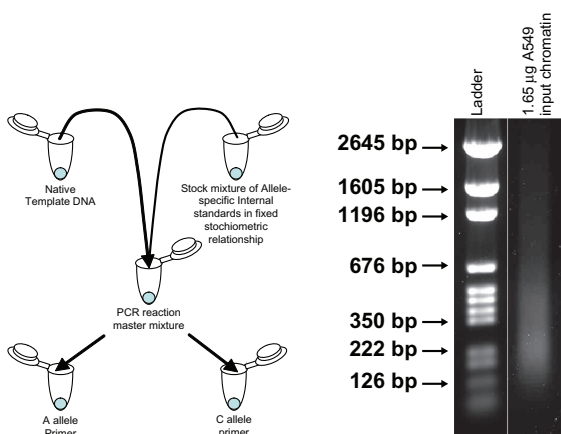 Native
Template DNA
Stock mixture of Allele-
specific Internal
standards in fixed
stochiometric
relationship
PCR reaction
master mixture
A allele
Primer
C allele
primer
Ladder
1.65 µg A549
input chromatin
2645 bp
1605 bp
1196 bp
676 bp
350 bp
222 bp
126 bp